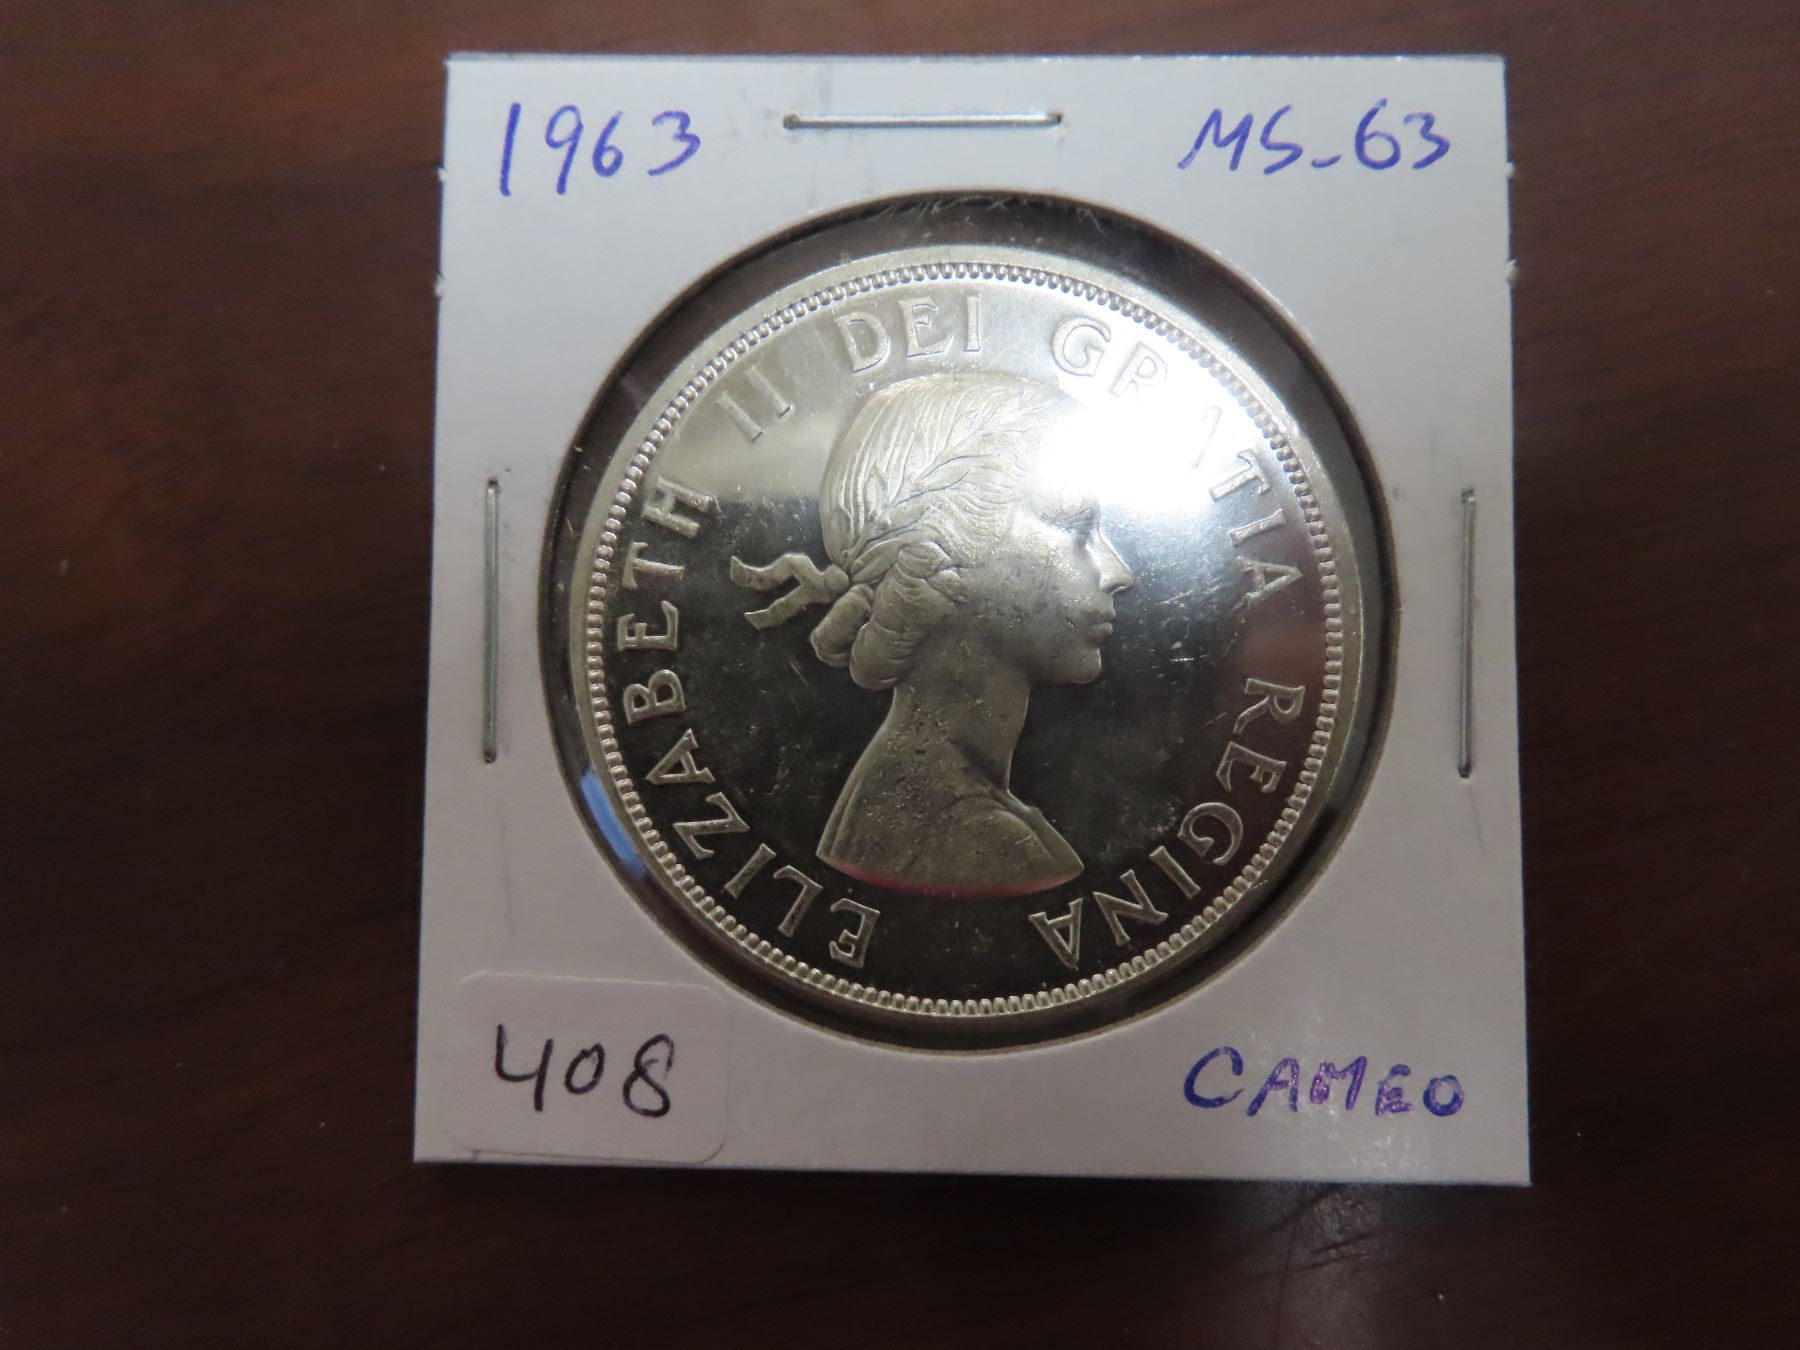 1963
MS-63
ELIZABETH II DEI GRATIA REGINA
408
CAMEO